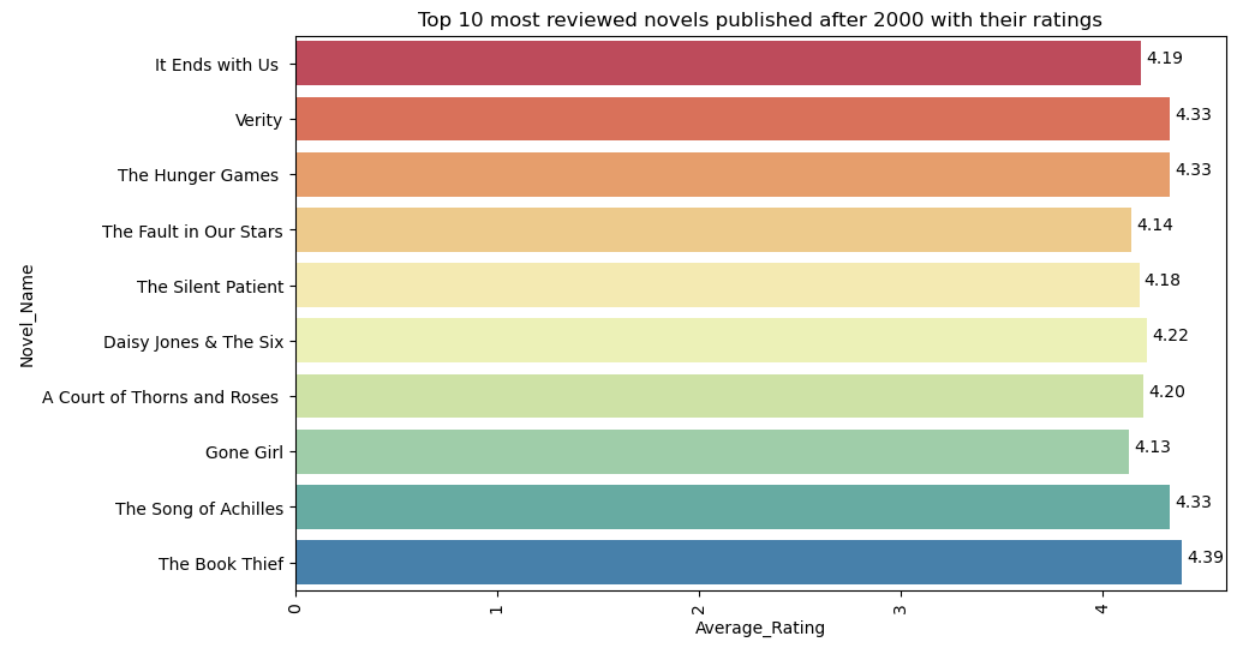 Top 10 most reviewed novels published after 2000 with their ratings
It Ends with Us 4.19
Verity 4.33
The Hunger Games 4.33
The Fault in Our Stars 4.14
The Silent Patient 4.18
Daisy Jones & The Six 4.22
A Court of Thorns and Roses 4.20
Gone Girl 4.13
The Song of Achilles 4.33
The Book Thief 4.39
Novel_Name
0 1 2 3 4
Average_Rating